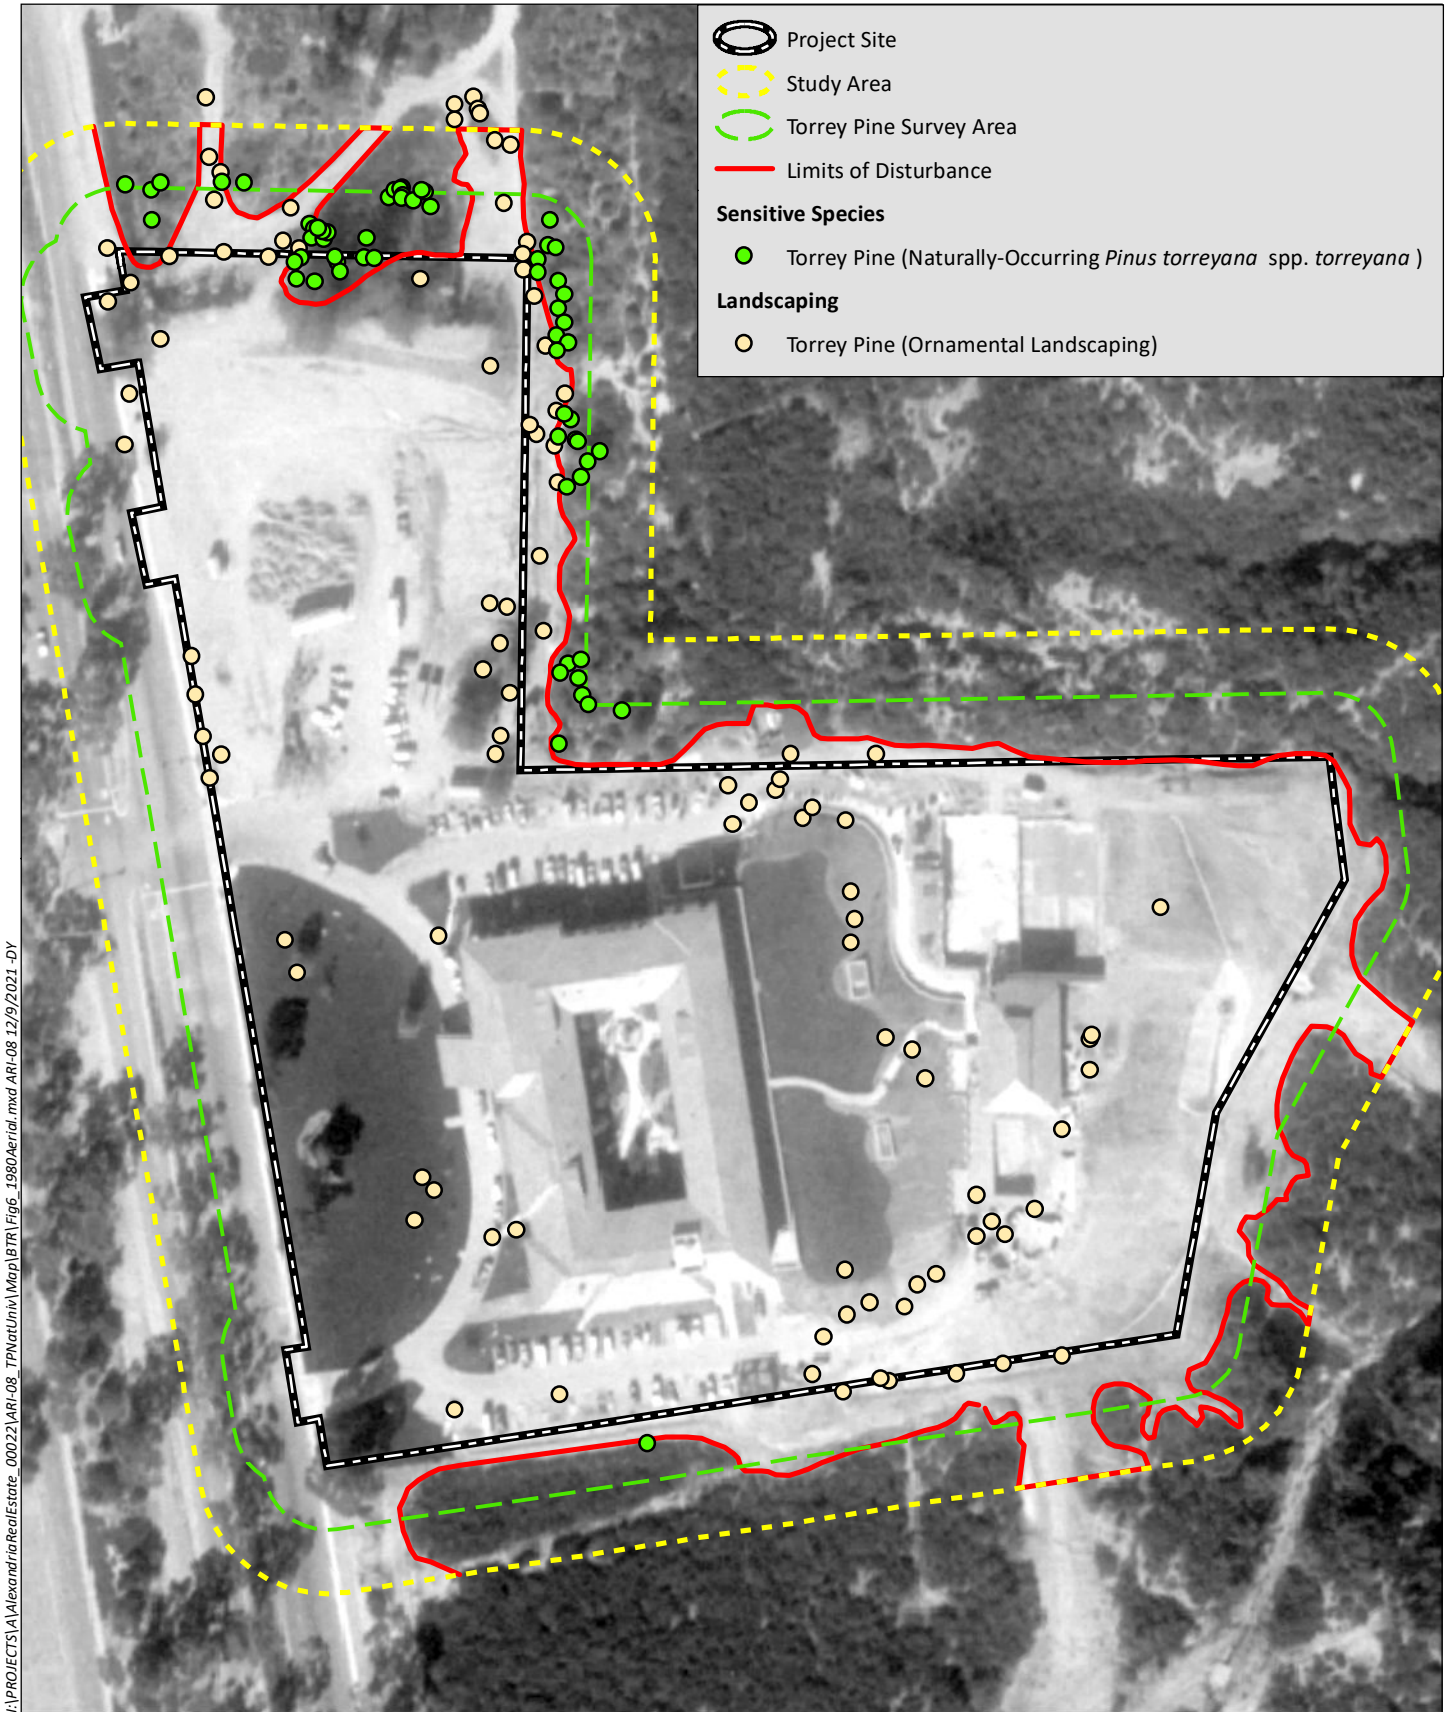 Project Site
Study Area
Torrey Pine Survey Area
Limits of Disturbance
Sensitive Species
Torrey Pine (Naturally-Occurring Pinus torreyana spp. torreyana )
Landscaping
Torrey Pine (Ornamental Landscaping)
I:\PROJECTS\A\AlexandriaRealEstate_00022\ARI-08_TPNatUniv\Map\BTR\Fig6_1980Aerial.mxd ARI-08 12/9/2021 -DY